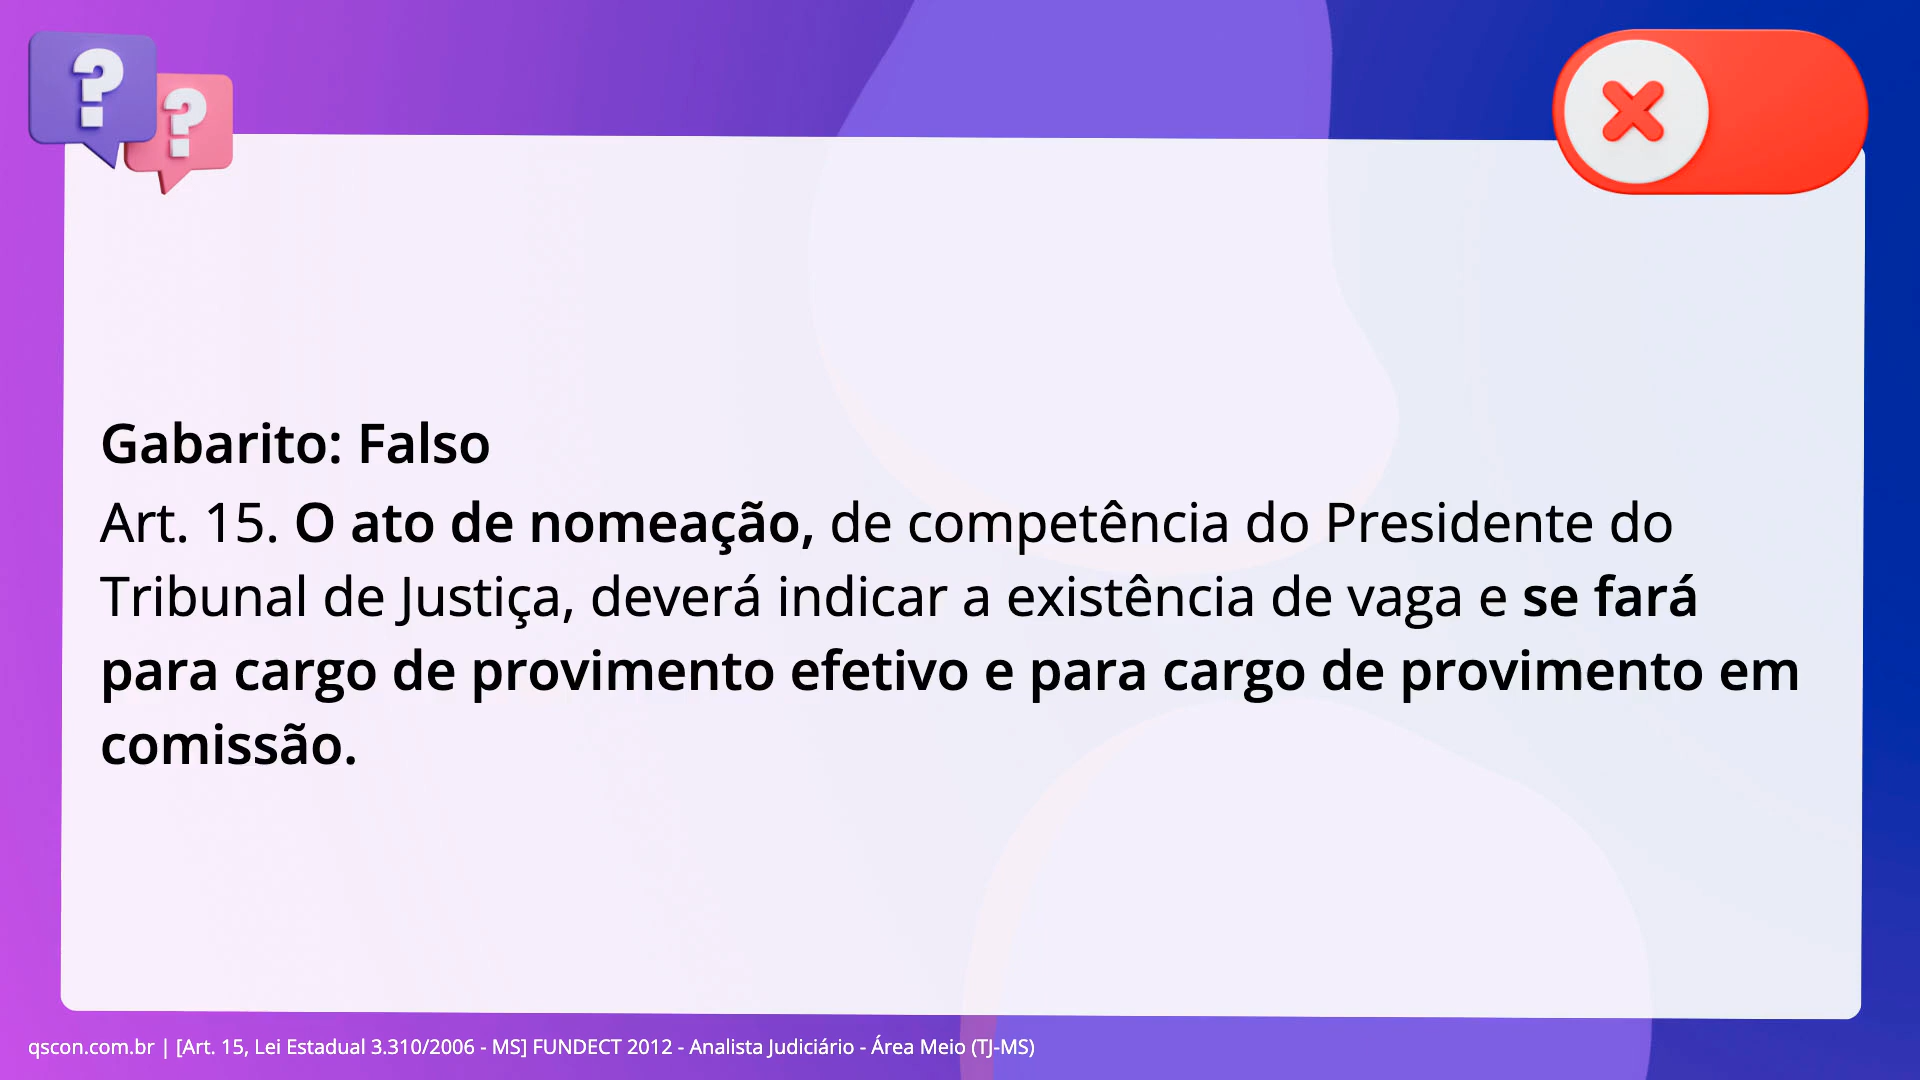 ?
?
Gabarito: Falso
Art. 15. O ato de nomeação, de competência do Presidente do
Tribunal de Justiça, deverá indicar a existência de vaga e se fará
para cargo de provimento efetivo e para cargo de provimento em
comissão.
qscon.com.br | [Art. 15, Lei Estadual 3.310/2006 - MS] FUNDECT 2012 - Analista Judiciário - Área Meio (TJ-MS)